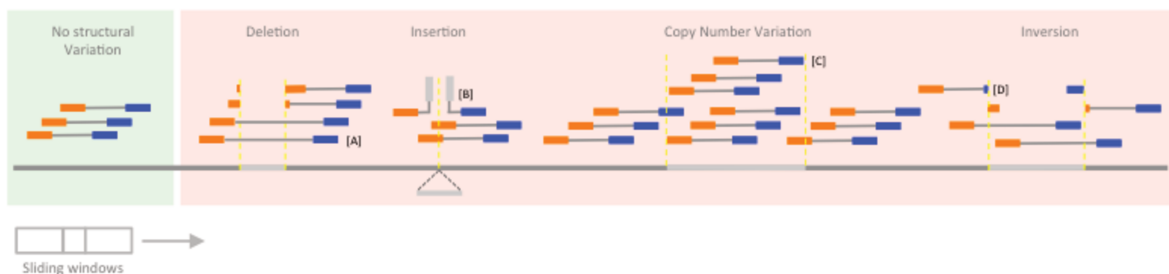 No structural
Variation
Deletion
Insertion
Copy Number Variation
Inversion
[A]
[B]
[C]
[D]
Sliding windows